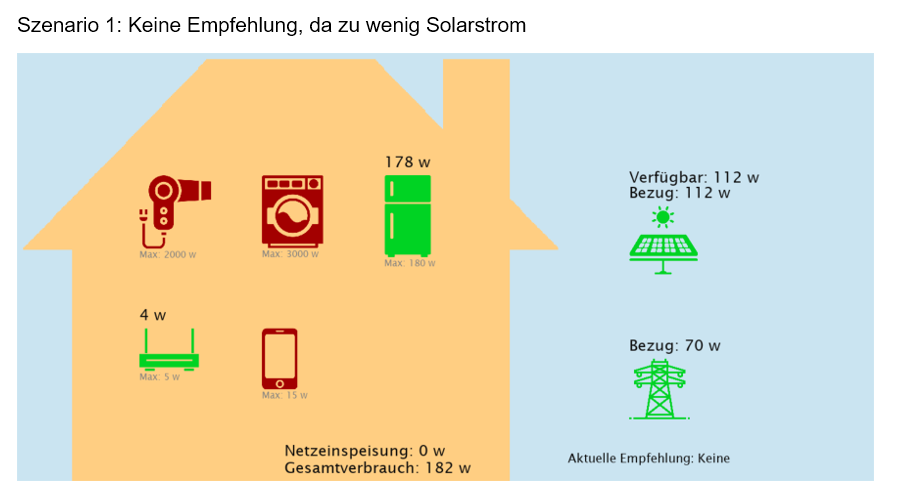 Szenario 1: Keine Empfehlung, da zu wenig Solarstrom
178 w
Verfügbar: 112 w
Bezug: 112 w
Max: 2000 w
Max: 3000 w
Max: 180 w
4 w
Max: 5 w
Max: 15 w
Bezug: 70 w
Netzeinspeisung: 0 w
Gesamtverbrauch: 182 w
Aktuelle Empfehlung: Keine